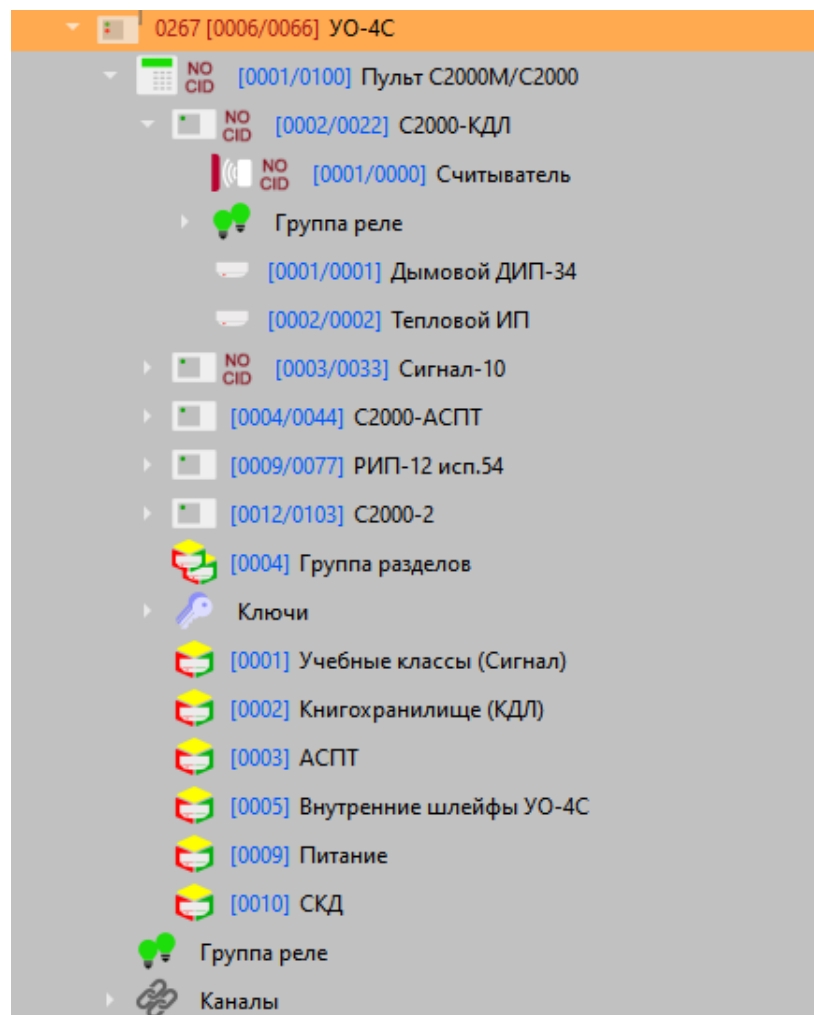 0267 [0006/0066] УО-4С
NO CID [0001/0100] Пульт С2000М/С2000
NO CID [0002/0022] С2000-КДЛ
NO CID [0001/0000] Считыватель
Группа реле
[0001/0001] Дымовой ДИП-34
[0002/0002] Тепловой ИП
NO CID [0003/0033] Сигнал-10
[0004/0044] С2000-АСПТ
[0009/0077] РИП-12 исп.54
[0012/0103] С2000-2
[0004] Группа разделов
Ключи
[0001] Учебные классы (Сигнал)
[0002] Книгохранилище (КДЛ)
[0003] АСПТ
[0005] Внутренние шлейфы УО-4С
[0009] Питание
[0010] СКД
Группа реле
Каналы